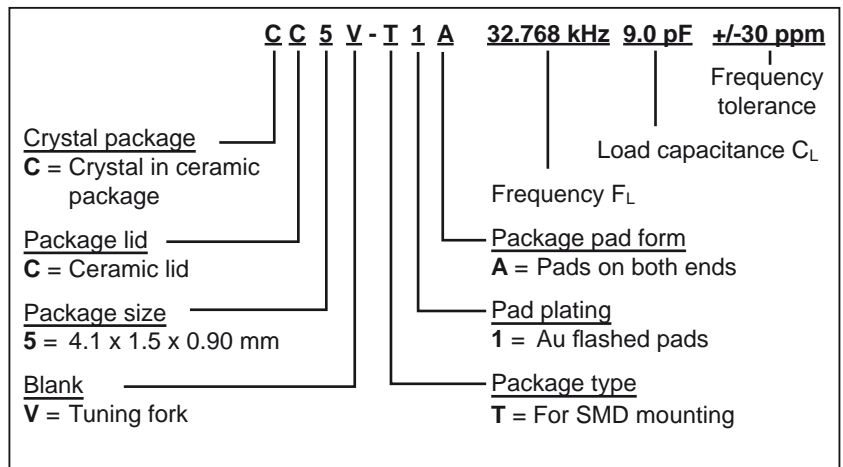 C C 5 V - T 1 A 32.768 kHz 9.0 pF +/-30 ppm
Frequency
tolerance
Load capacitance CL
Frequency FL
Crystal package
C = Crystal in ceramic
package
Package lid
C = Ceramic lid
Package size
5 = 4.1 x 1.5 x 0.90 mm
Blank
V = Tuning fork
Package pad form
A = Pads on both ends
Pad plating
1 = Au flashed pads
Package type
T = For SMD mounting